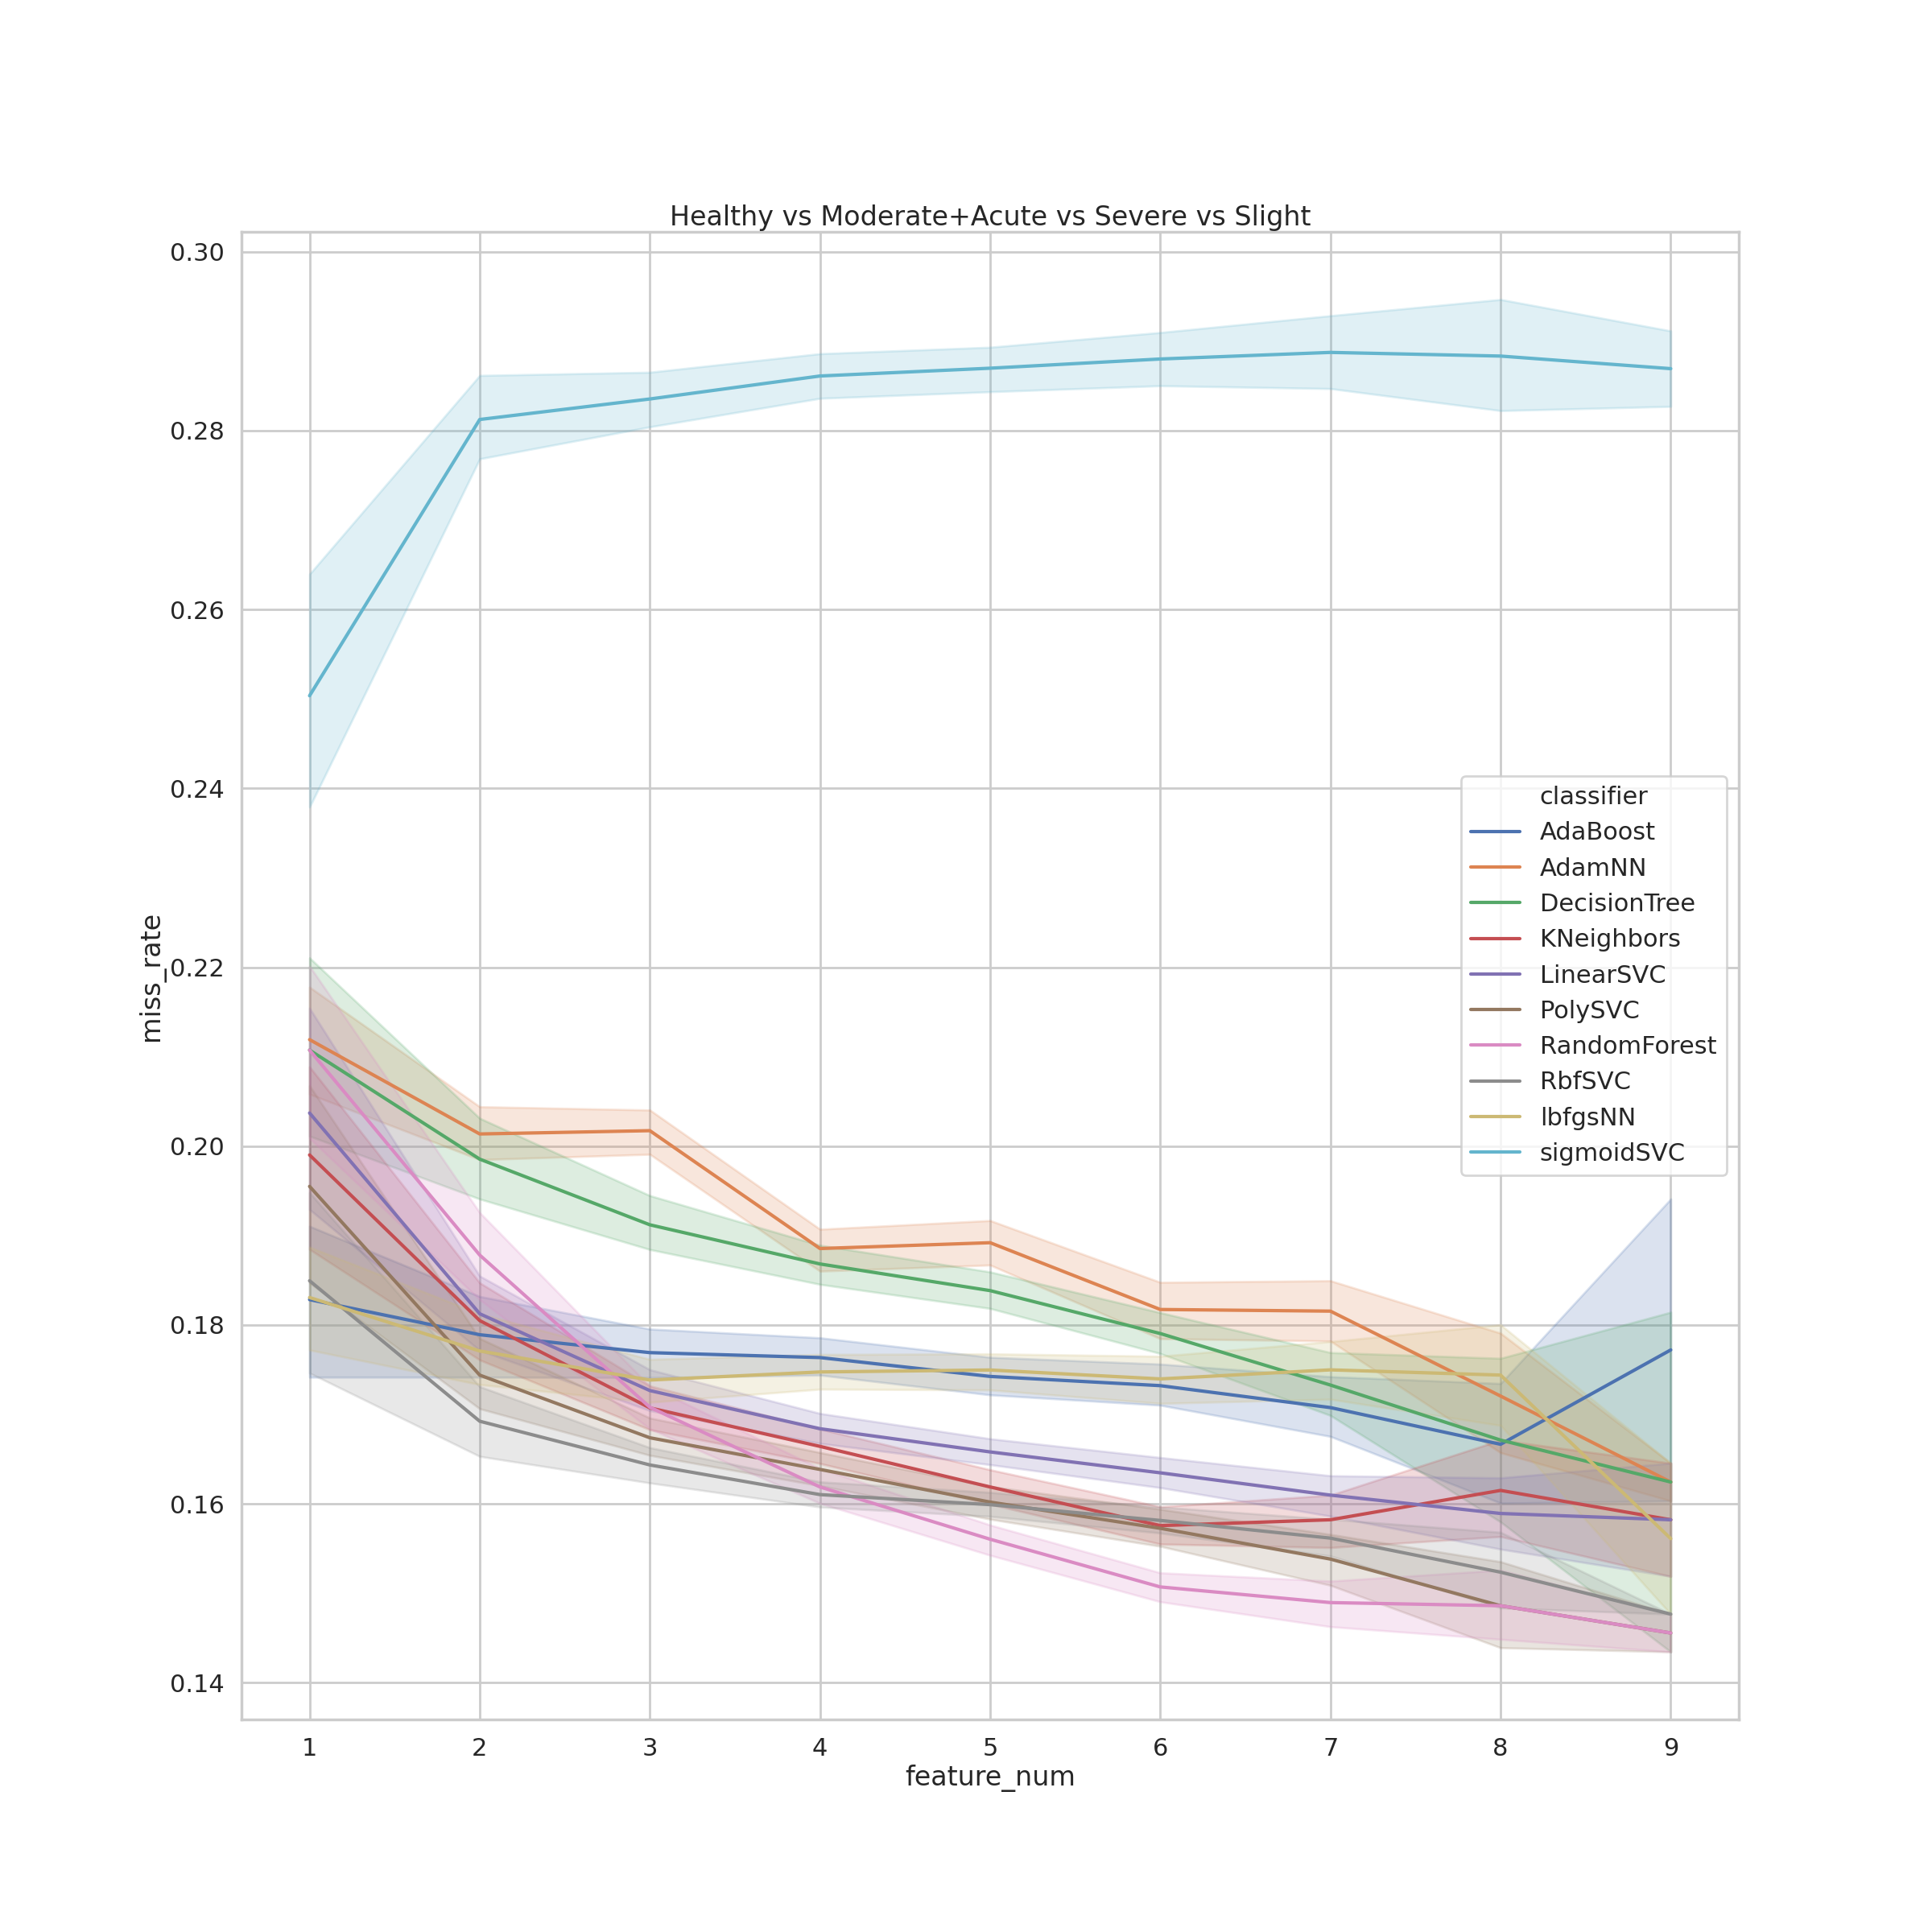 Healthy vs Moderate+Acute vs Severe vs Slight
0.30
0.28
0.26
0.24
0.22
0.20
0.18
0.16
0.14
miss_rate
classifier
AdaBoost
AdamNN
DecisionTree
KNeighbors
LinearSVC
PolySVC
RandomForest
RbfSVC
lbfgsNN
sigmoidSVC
1 2 3 4 5 6 7 8 9
feature_num